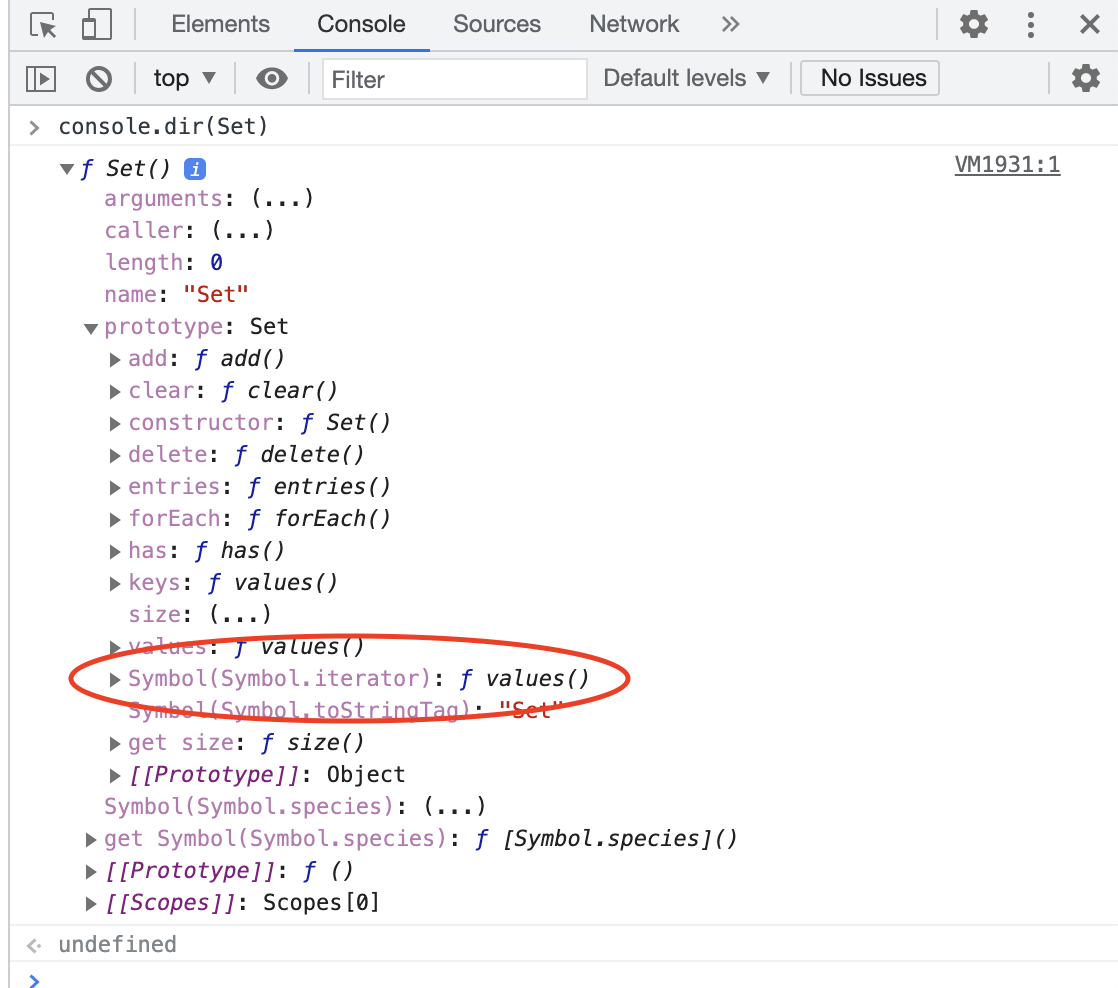 Elements Console Sources Network
top Filter Default levels No Issues
console.dir(Set)
ƒ Set() i VM1931:1
arguments: (...)
caller: (...)
length: 0
name: "Set"
prototype: Set
add: ƒ add()
clear: ƒ clear()
constructor: ƒ Set()
delete: ƒ delete()
entries: ƒ entries()
forEach: ƒ forEach()
has: ƒ has()
keys: ƒ values()
size: (...)
values: ƒ values()
Symbol(Symbol.iterator): ƒ values()
Symbol(Symbol.toStringTag): "Set"
get size: ƒ size()
[[Prototype]]: Object
Symbol(Symbol.species): (...)
get Symbol(Symbol.species): ƒ [Symbol.species]()
[[Prototype]]: ƒ ()
[[Scopes]]: Scopes[0]
undefined